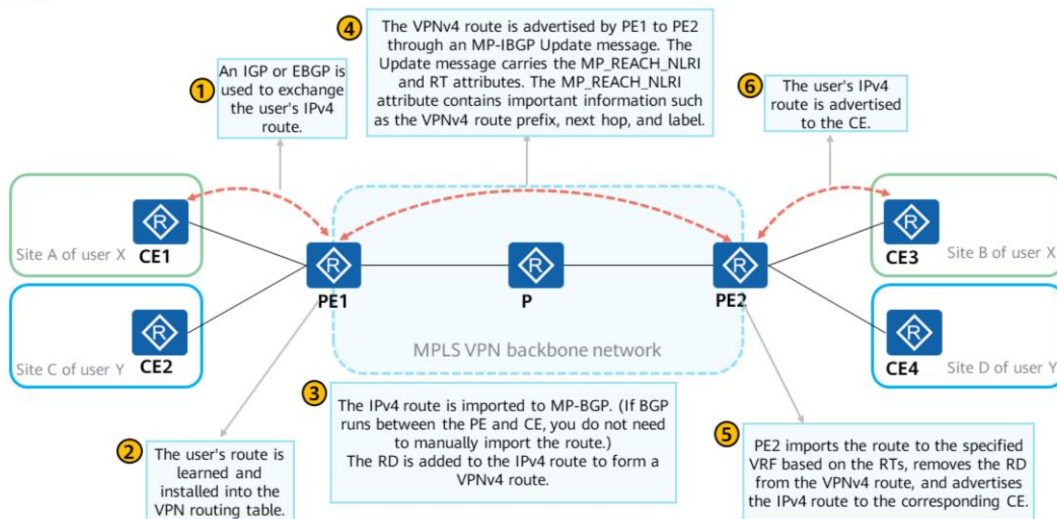 1
An IGP or EBGP is
used to exchange
the user's IPv4
route.
4
The VPNv4 route is advertised by PE1 to PE2
through an MP-IBGP Update message. The
Update message carries the MP_REACH_NLRI
and RT attributes. The MP_REACH_NLRI
attribute contains important information such
as the VPNv4 route prefix, next hop, and label.
6
The user's IPv4
route is advertised
to the CE.
R
Site A of user X
CE1
R
CE3
Site B of user X
R
PE1
R
P
R
PE2
R
Site C of user Y
CE2
MPLS VPN backbone network
R
CE4
Site D of user Y
2
The user's route is
learned and
installed into the
VPN routing table.
3
The IPv4 route is imported to MP-BGP. (If BGP
runs between the PE and CE, you do not need
to manually import the route.)
The RD is added to the IPv4 route to form a
VPNv4 route.
5
PE2 imports the route to the specified
VRF based on the RTs, removes the RD
from the VPNv4 route, and advertises
the IPv4 route to the corresponding CE.